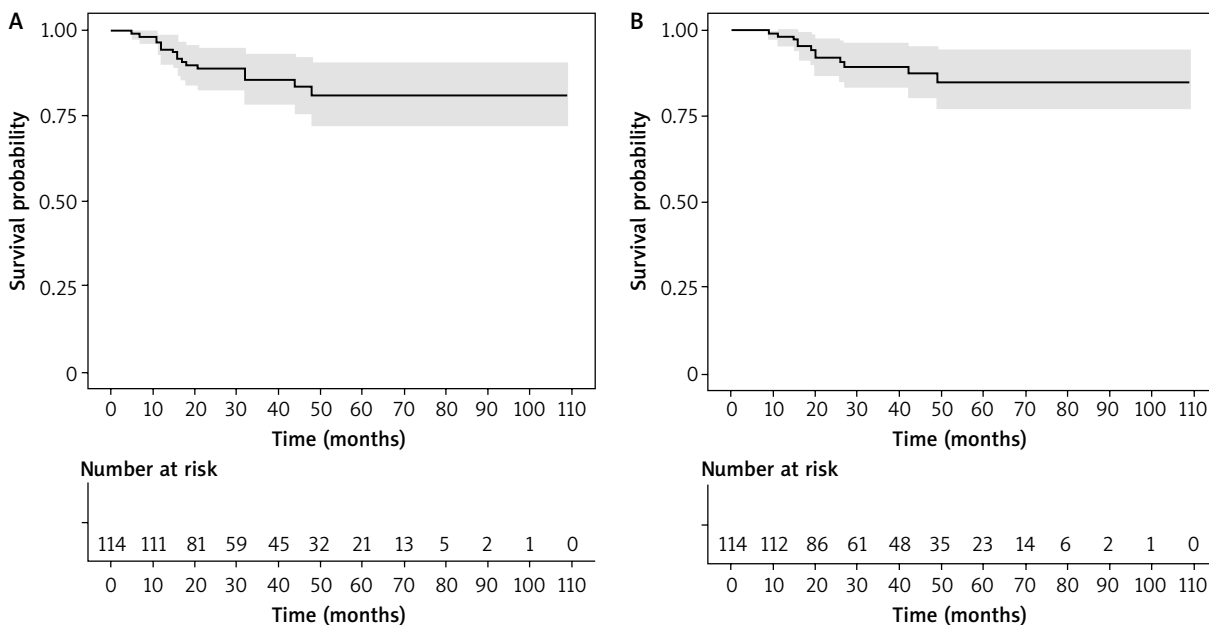 A
Survival probability
1.00
0.75
0.50
0.25
0
0 10 20 30 40 50 60 70 80 90 100 110
Time (months)
Number at risk
114 111 81 59 45 32 21 13 5 2 1 0
0 10 20 30 40 50 60 70 80 90 100 110
Time (months)
B
Survival probability
1.00
0.75
0.50
0.25
0
0 10 20 30 40 50 60 70 80 90 100 110
Time (months)
Number at risk
114 112 86 61 48 35 23 14 6 2 1 0
0 10 20 30 40 50 60 70 80 90 100 110
Time (months)